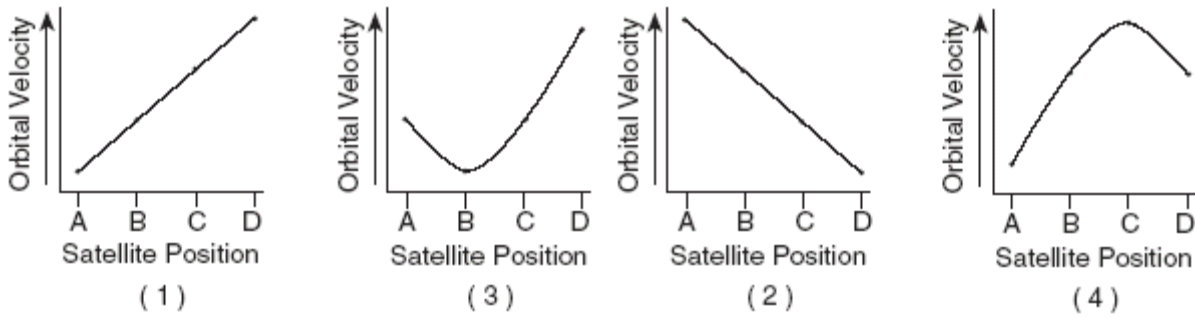 Orbital Velocity
A B C D
Satellite Position
( 1 )
Orbital Velocity
A B C D
Satellite Position
( 3 )
Orbital Velocity
A B C D
Satellite Position
( 2 )
Orbital Velocity
A B C D
Satellite Position
( 4 )